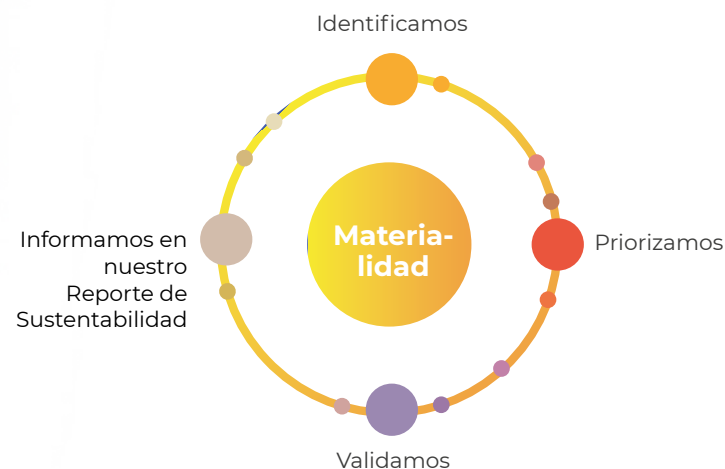 Identificamos
Materia-
lidad
Priorizamos
Informamos en
nuestro
Reporte de
Sustentabilidad
Validamos